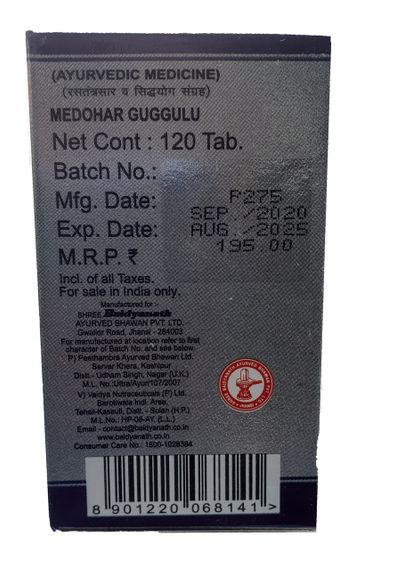 (AYURVEDIC MEDICINE)
(रसतंत्रसार व सिद्धयोग संग्रह)
MEDOHAR GUGGULU
Net Cont : 120 Tab.
Batch No.: P275
Mfg. Date: SEP./2020
Exp. Date: AUG./2025
M.R.P. ₹ 195.00
Incl. of all Taxes.
For sale in India only.
Manufactured for :-
SHREE Baidyanath
AYURVED BHAWAN PVT. LTD.
Gwalior Road, Jhansi - 284003
For manufactured at location refer to first
character of Batch No. and see below.
P) Peethambra Ayurved Bhawan Ltd.
Sarvar Khera, Kashipur
Distt.- Udham Singh, Nagar (U.K.)
M.L. No.:Uttra/Ayur/107/2007
V) Vaidya Nutraceuticals (F) Ltd.
Barotiwala Indl. Area,
Tehsil-Kasauli, Distt. - Solan (H.P.)
M.L.No.: HP-06-AY, (L.L.)
Email - contact@baidyanath.co.in
www.baidyanath.co.in
Consumer Care No.: 1800-1028384
8 901220 068141 >